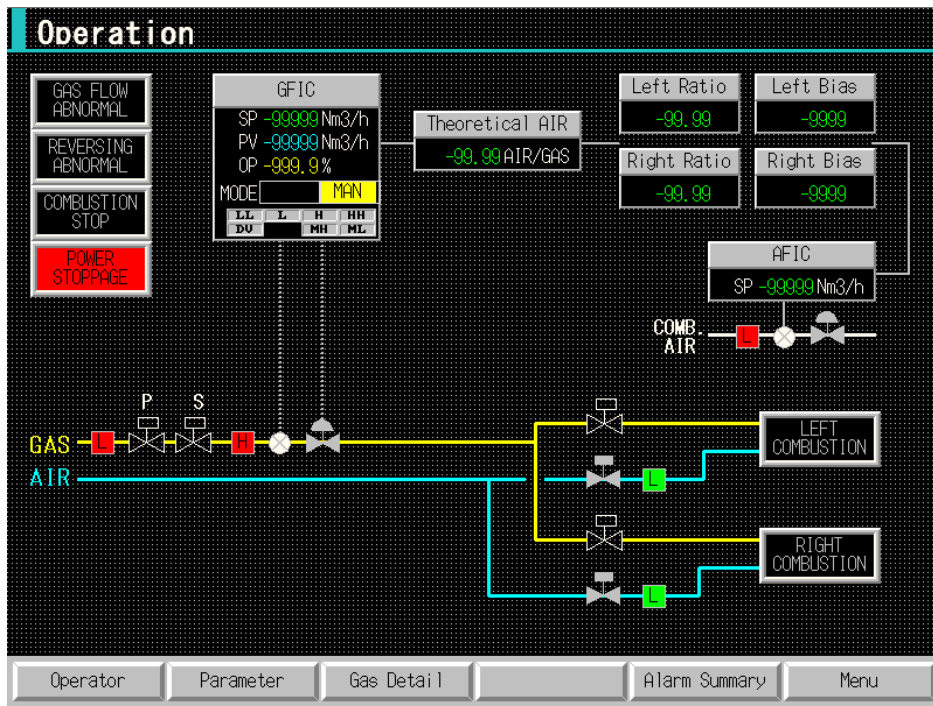 Operation
GAS FLOW
ABNORMAL
REVERSING
ABNORMAL
COMBUSTION
STOP
POWER
STOPPAGE
GFIC
SP -99999 Nm3/h
PV -99999 Nm3/h
OP -999.9 %
MODE MAN
LL L H HH
DV MH ML
Theoretical AIR
-99.99 AIR/GAS
Left Ratio
-99.99
Left Bias
-9999
Right Ratio
-99.99
Right Bias
-9999
AFIC
SP -99999 Nm3/h
COMB.
AIR
L
P S
GAS L H
AIR
L
LEFT
COMBUSTION
L
RIGHT
COMBUSTION
Operator Parameter Gas Detail Alarm Summary Menu